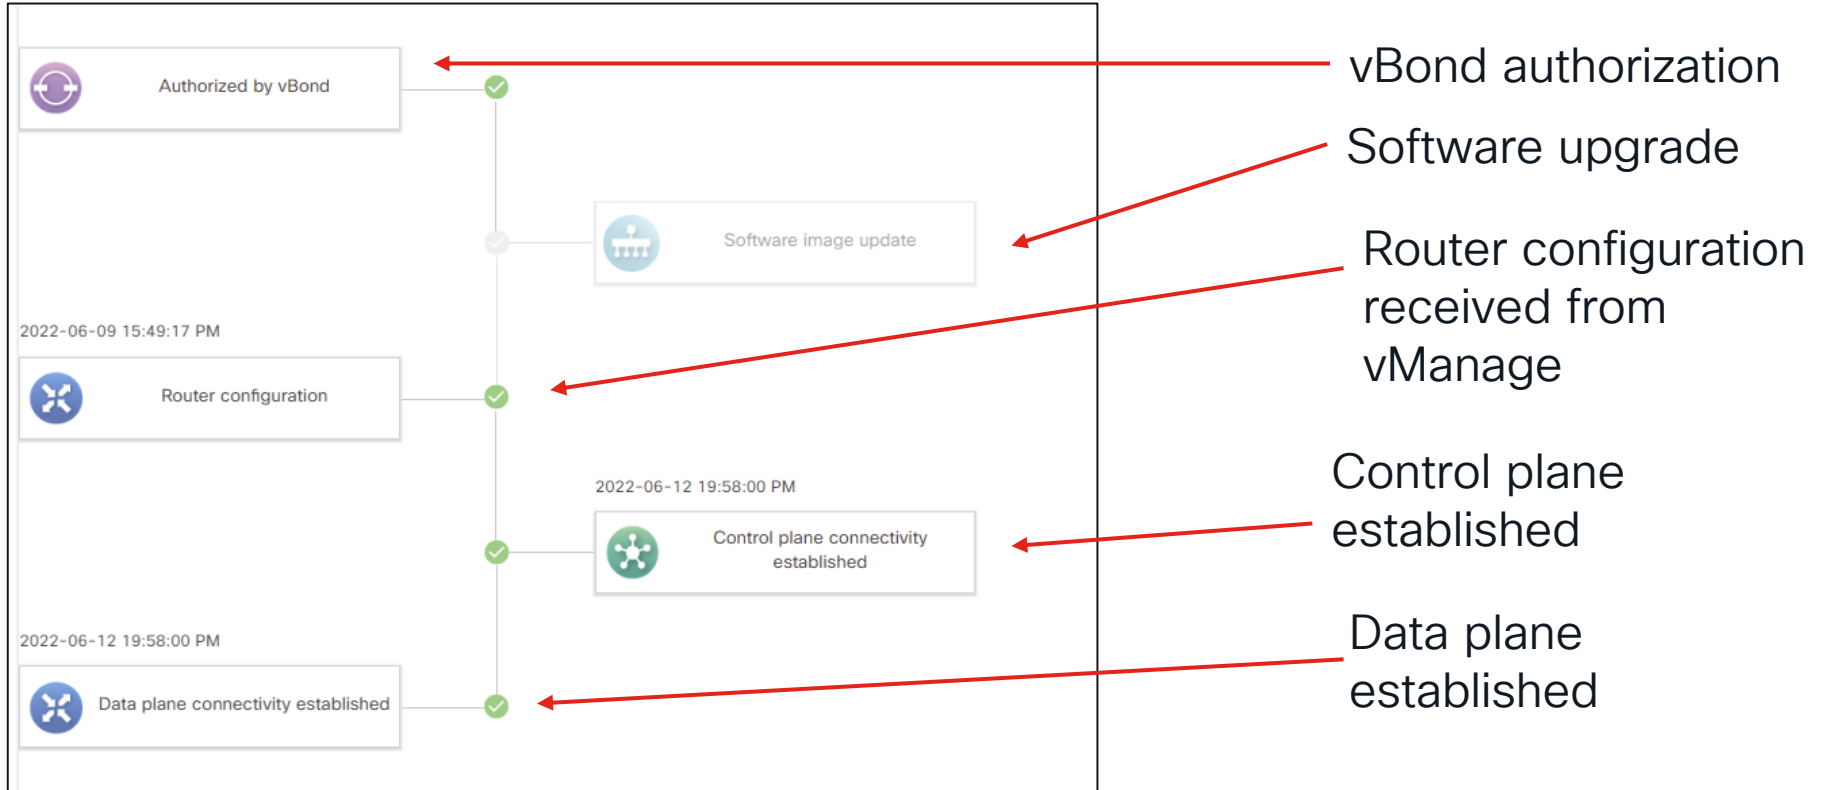 Authorized by vBond
Software image update
2022-06-09 15:49:17 PM
Router configuration
2022-06-12 19:58:00 PM
Control plane connectivity
established
2022-06-12 19:58:00 PM
Data plane connectivity established
vBond authorization
Software upgrade
Router configuration
received from
vManage
Control plane
established
Data plane
established